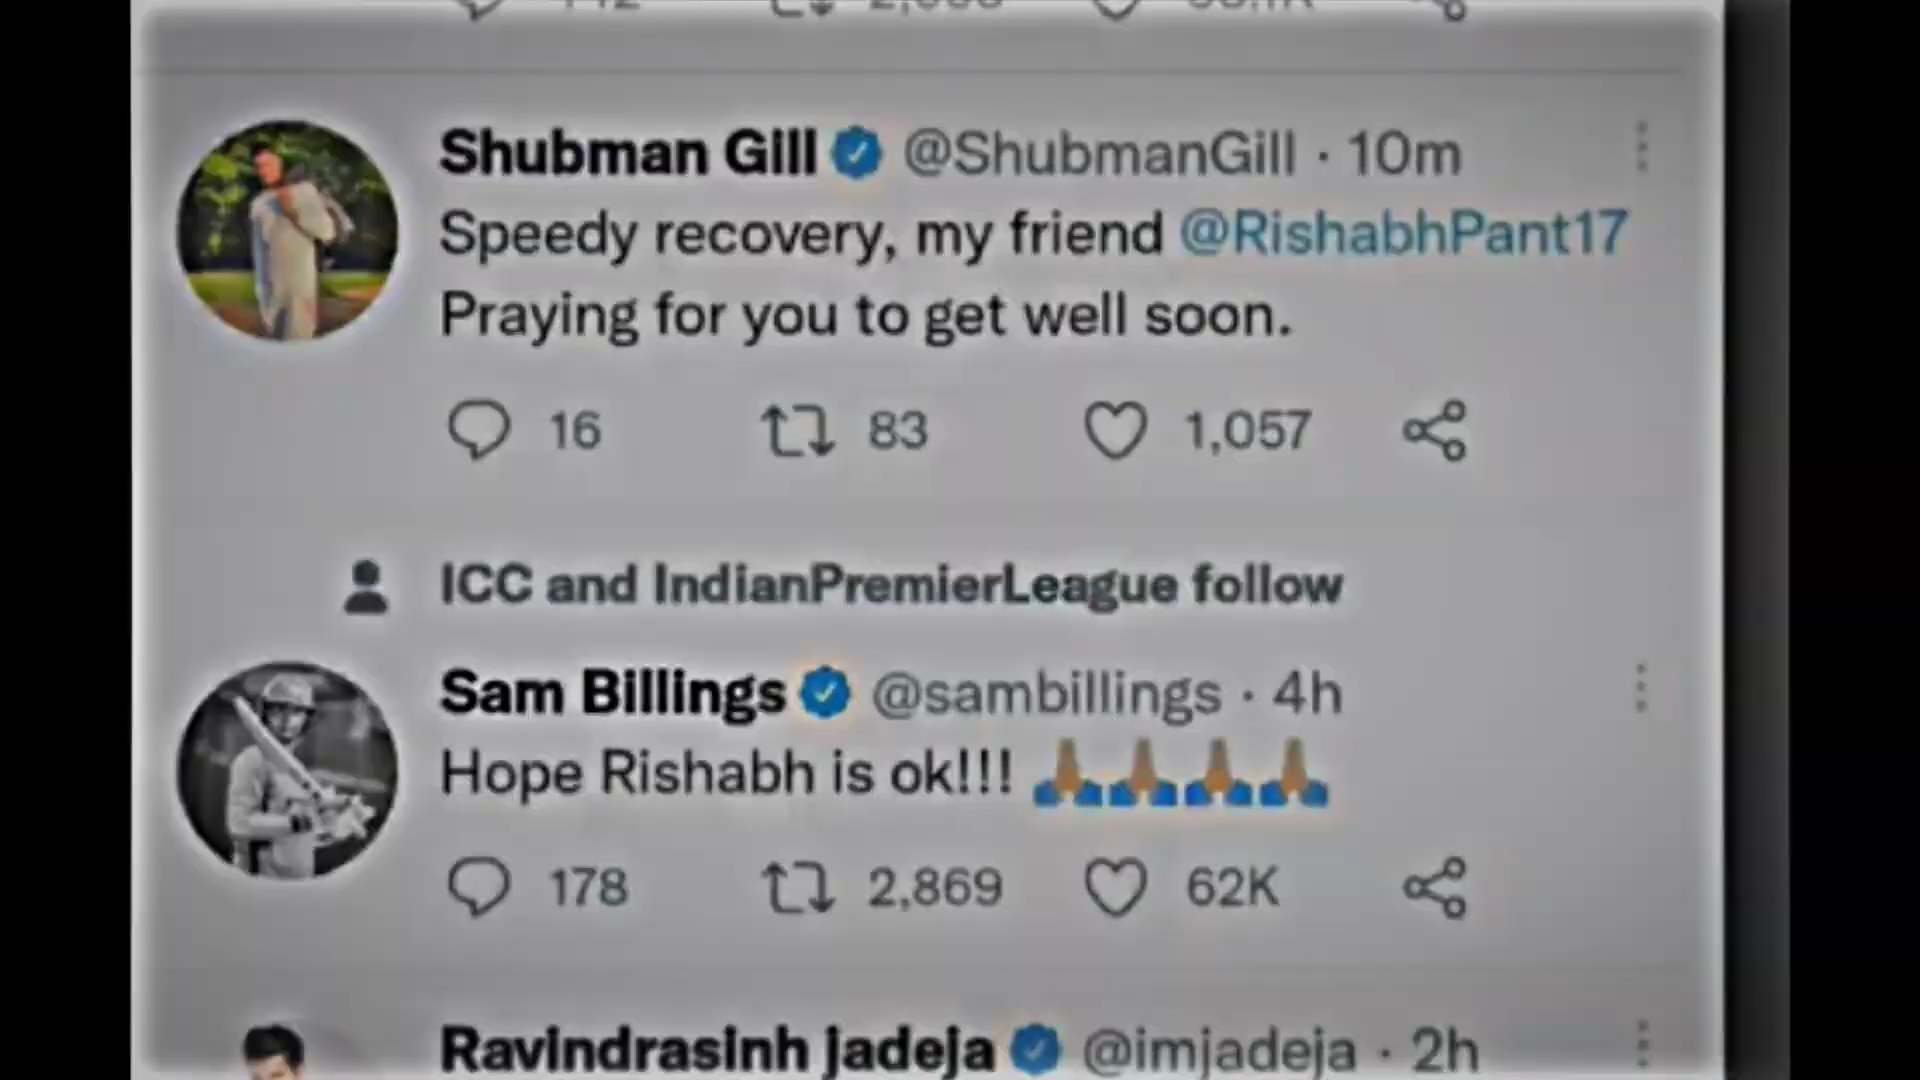 Shubman Gill @ShubmanGill · 10m
Speedy recovery, my friend @RishabhPant17
Praying for you to get well soon.
16 83 1,057
ICC and IndianPremierLeague follow
Sam Billings @sambillings · 4h
Hope Rishabh is ok!!! 🙏🏽🙏🏽🙏🏽🙏🏽
178 2,869 62K
Ravindrasinh jadeja @imjadeja · 2h